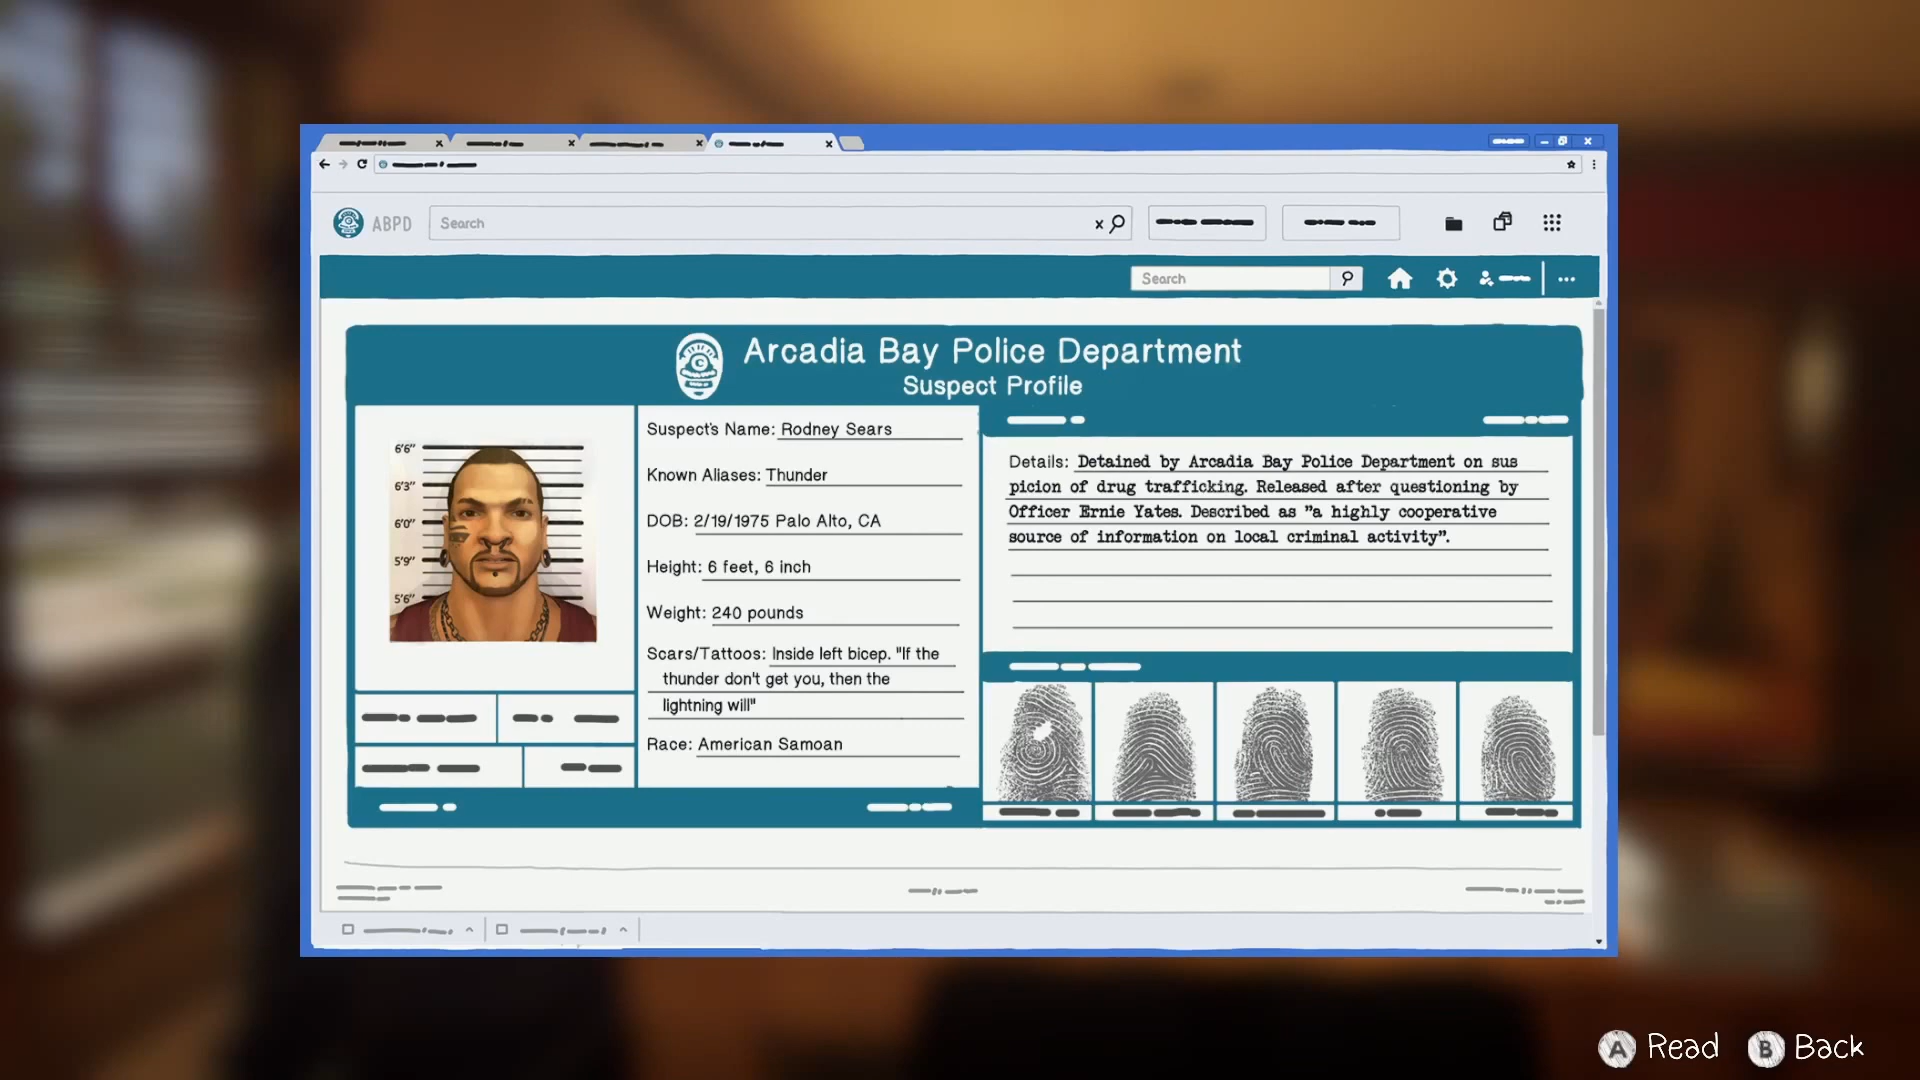 ABPD
Search
Search
Arcadia Bay Police Department
Suspect Profile
6'6"
6'3"
6'0"
5'9"
5'6"
Suspect's Name: Rodney Sears
Known Aliases: Thunder
DOB: 2/19/1975 Palo Alto, CA
Height: 6 feet, 6 inch
Weight: 240 pounds
Scars/Tattoos: Inside left bicep. "If the
thunder don't get you, then the
lightning will"
Race: American Samoan
Details: Detained by Arcadia Bay Police Department on sus
picion of drug trafficking. Released after questioning by
Officer Ernie Yates. Described as "a highly cooperative
source of information on local criminal activity".
A Read B Back